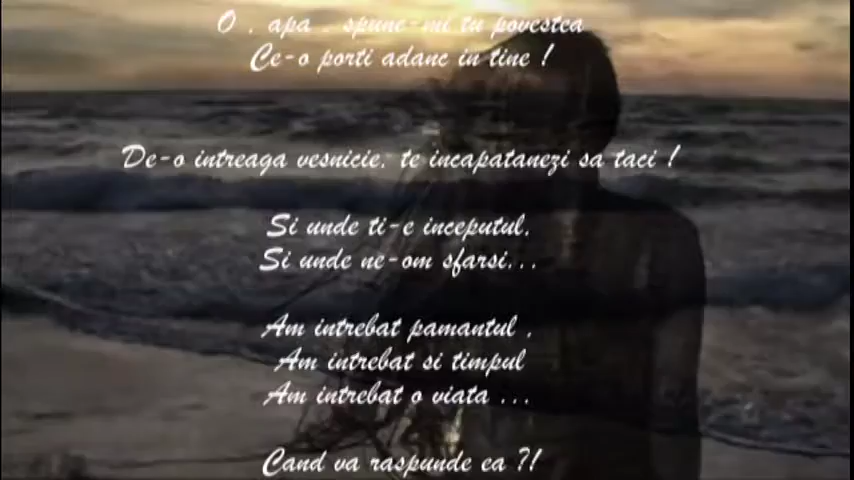 O , apa , spune-mi tu povestea
Ce-o porti adanc in tine !
De-o intreaga vesnicie, te incapatanezi sa taci !
Si unde ti-e inceputul,
Si unde ne-om sfarsi...
Am intrebat pamantul ,
Am intrebat si timpul
Am intrebat o viata ...
Cand va raspunde ea ?!